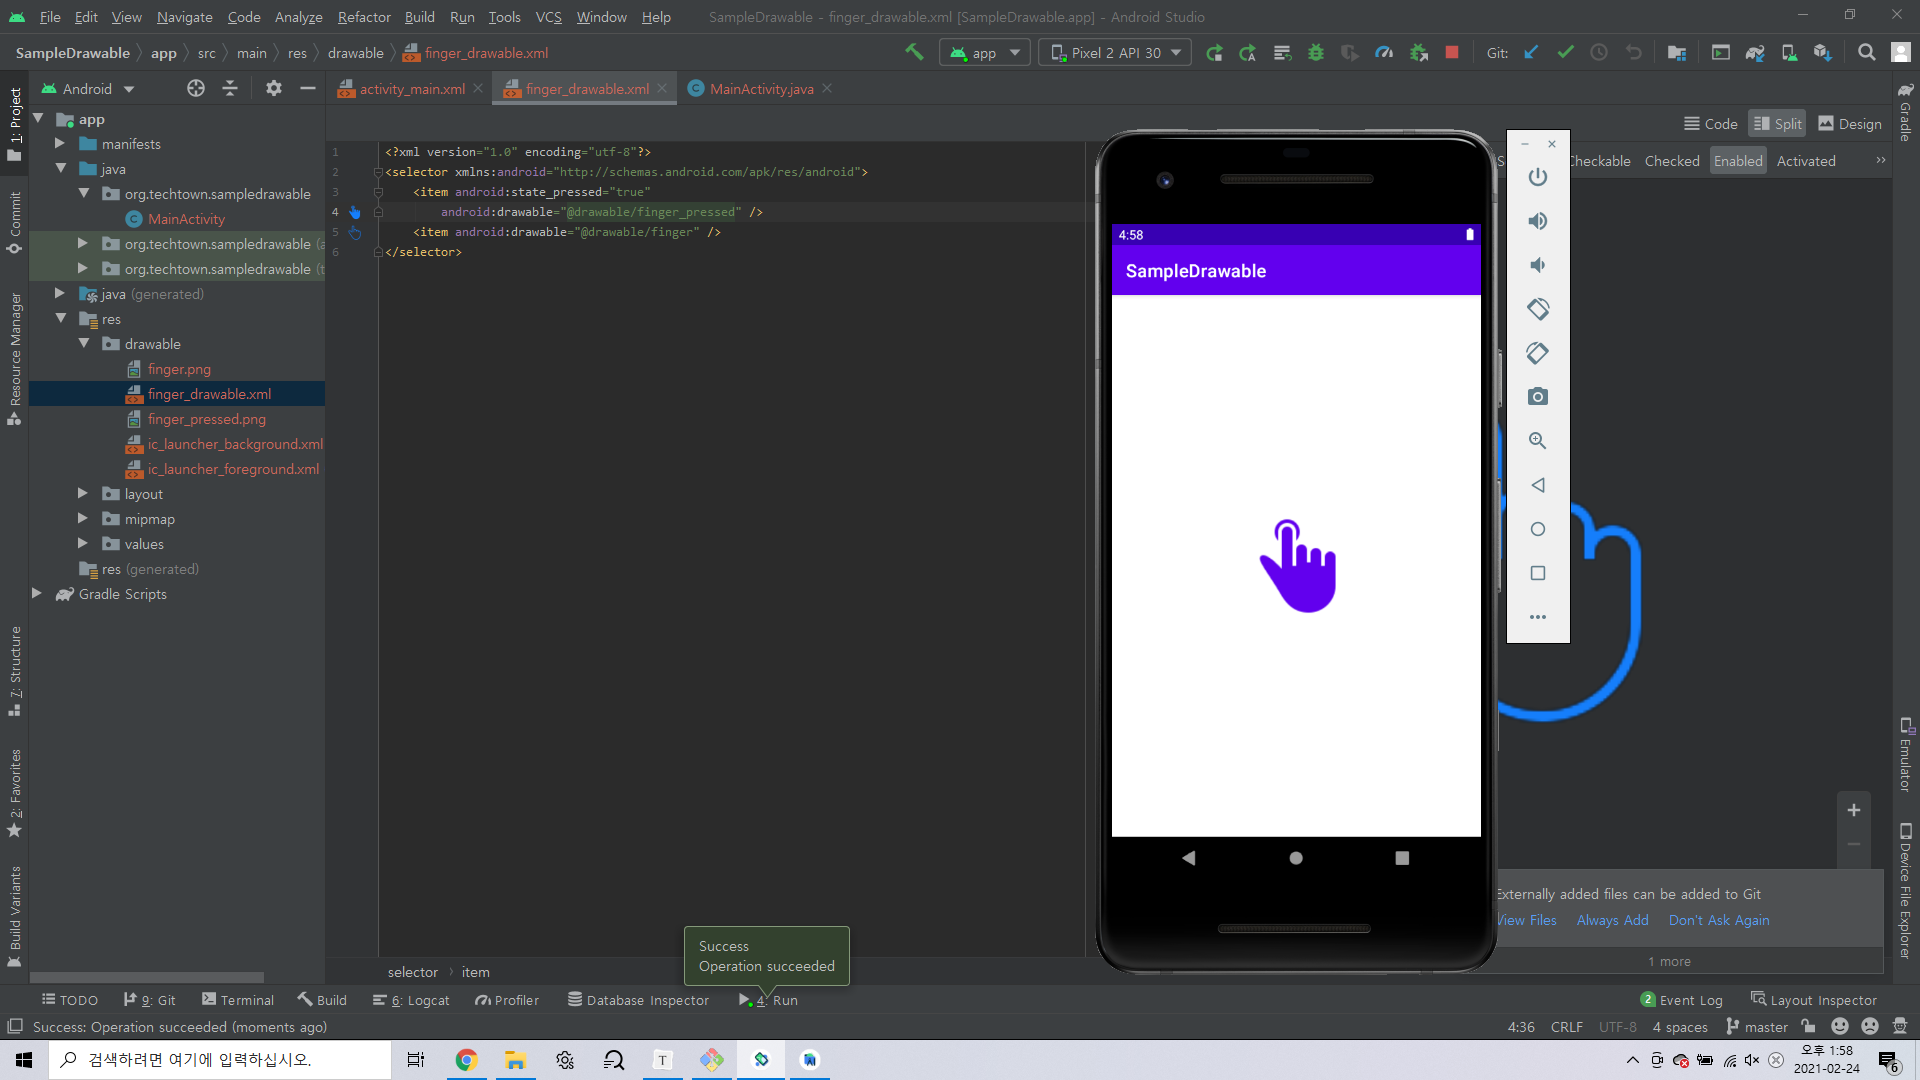 File Edit View Navigate Code Analyze Refactor Build Run Tools VCS Window Help SampleDrawable - finger_drawable.xml [SampleDrawable.app] - Android Studio
SampleDrawable app src main res drawable finger_drawable.xml app Pixel 2 API 30 Git:
Android activity_main.xml finger_drawable.xml MainActivity.java
Code Split Design
Checkable Checked Enabled Activated
1: Project
Commit
Resource Manager
7: Structure
2: Favorites
Build Variants
app
manifests
java
org.techtown.sampledrawable
MainActivity
org.techtown.sampledrawable (a
org.techtown.sampledrawable (t
java (generated)
res
drawable
finger.png
finger_drawable.xml
finger_pressed.png
ic_launcher_background.xml
ic_launcher_foreground.xml
layout
mipmap
values
res (generated)
Gradle Scripts
1 <?xml version="1.0" encoding="utf-8"?>
2 <selector xmlns:android="http://schemas.android.com/apk/res/android">
3 <item android:state_pressed="true"
4 android:drawable="@drawable/finger_pressed" />
5 <item android:drawable="@drawable/finger" />
6 </selector>
4:58
SampleDrawable
Gradle
Emulator
Device File Explorer
Externally added files can be added to Git
View Files Always Add Don't Ask Again
1 more
Success
Operation succeeded
selector item
TODO 9: Git Terminal Build 6: Logcat Profiler Database Inspector 4: Run 2 Event Log Layout Inspector
Success: Operation succeeded (moments ago) 4:36 CRLF UTF-8 4 spaces master
검색하려면 여기에 입력하십시오. T 오후 1:58
2021-02-24 6